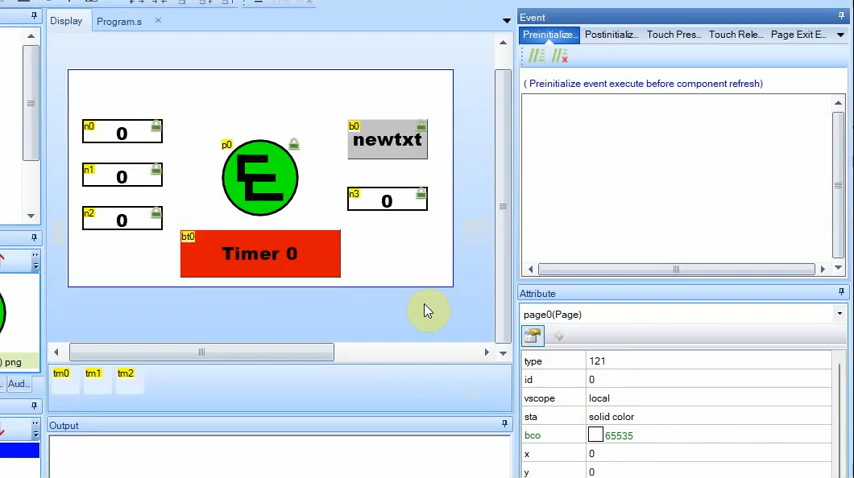 Display
Program.s
n0
0
n1
0
n2
0
p0
EE
bt0
Timer 0
b0
newtxt
n3
0
) png
Aud...
tm0
tm1
tm2
Output
Event
Preinitialize...
Postinitializ...
Touch Pres...
Touch Rele...
Page Exit E...
( Preinitialize event execute before component refresh)
Attribute
page0(Page)
type 121
id 0
vscope local
sta solid color
bco 65535
x 0
y 0